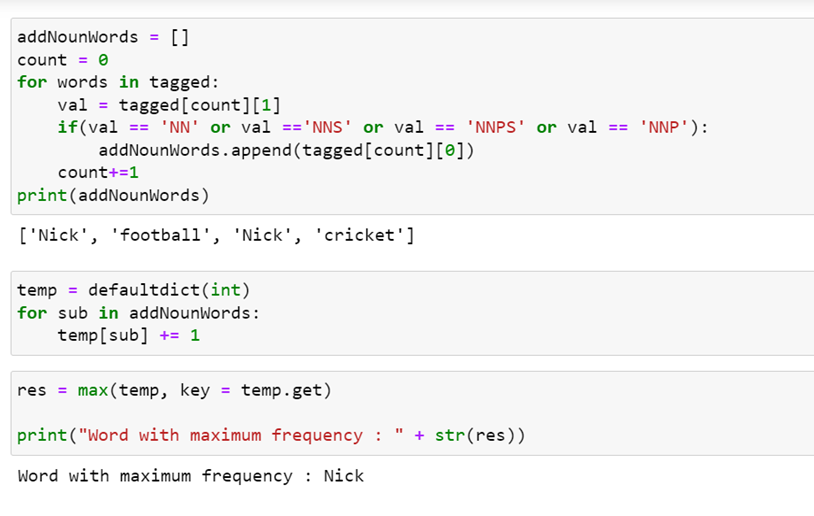 addNounWords = []
count = 0
for words in tagged:
    val = tagged[count][1]
    if(val == 'NN' or val =='NNS' or val == 'NNPS' or val == 'NNP'):
        addNounWords.append(tagged[count][0])
    count+=1
print(addNounWords)
['Nick', 'football', 'Nick', 'cricket']
temp = defaultdict(int)
for sub in addNounWords:
    temp[sub] += 1
res = max(temp, key = temp.get)
print("Word with maximum frequency : " + str(res))
Word with maximum frequency : Nick